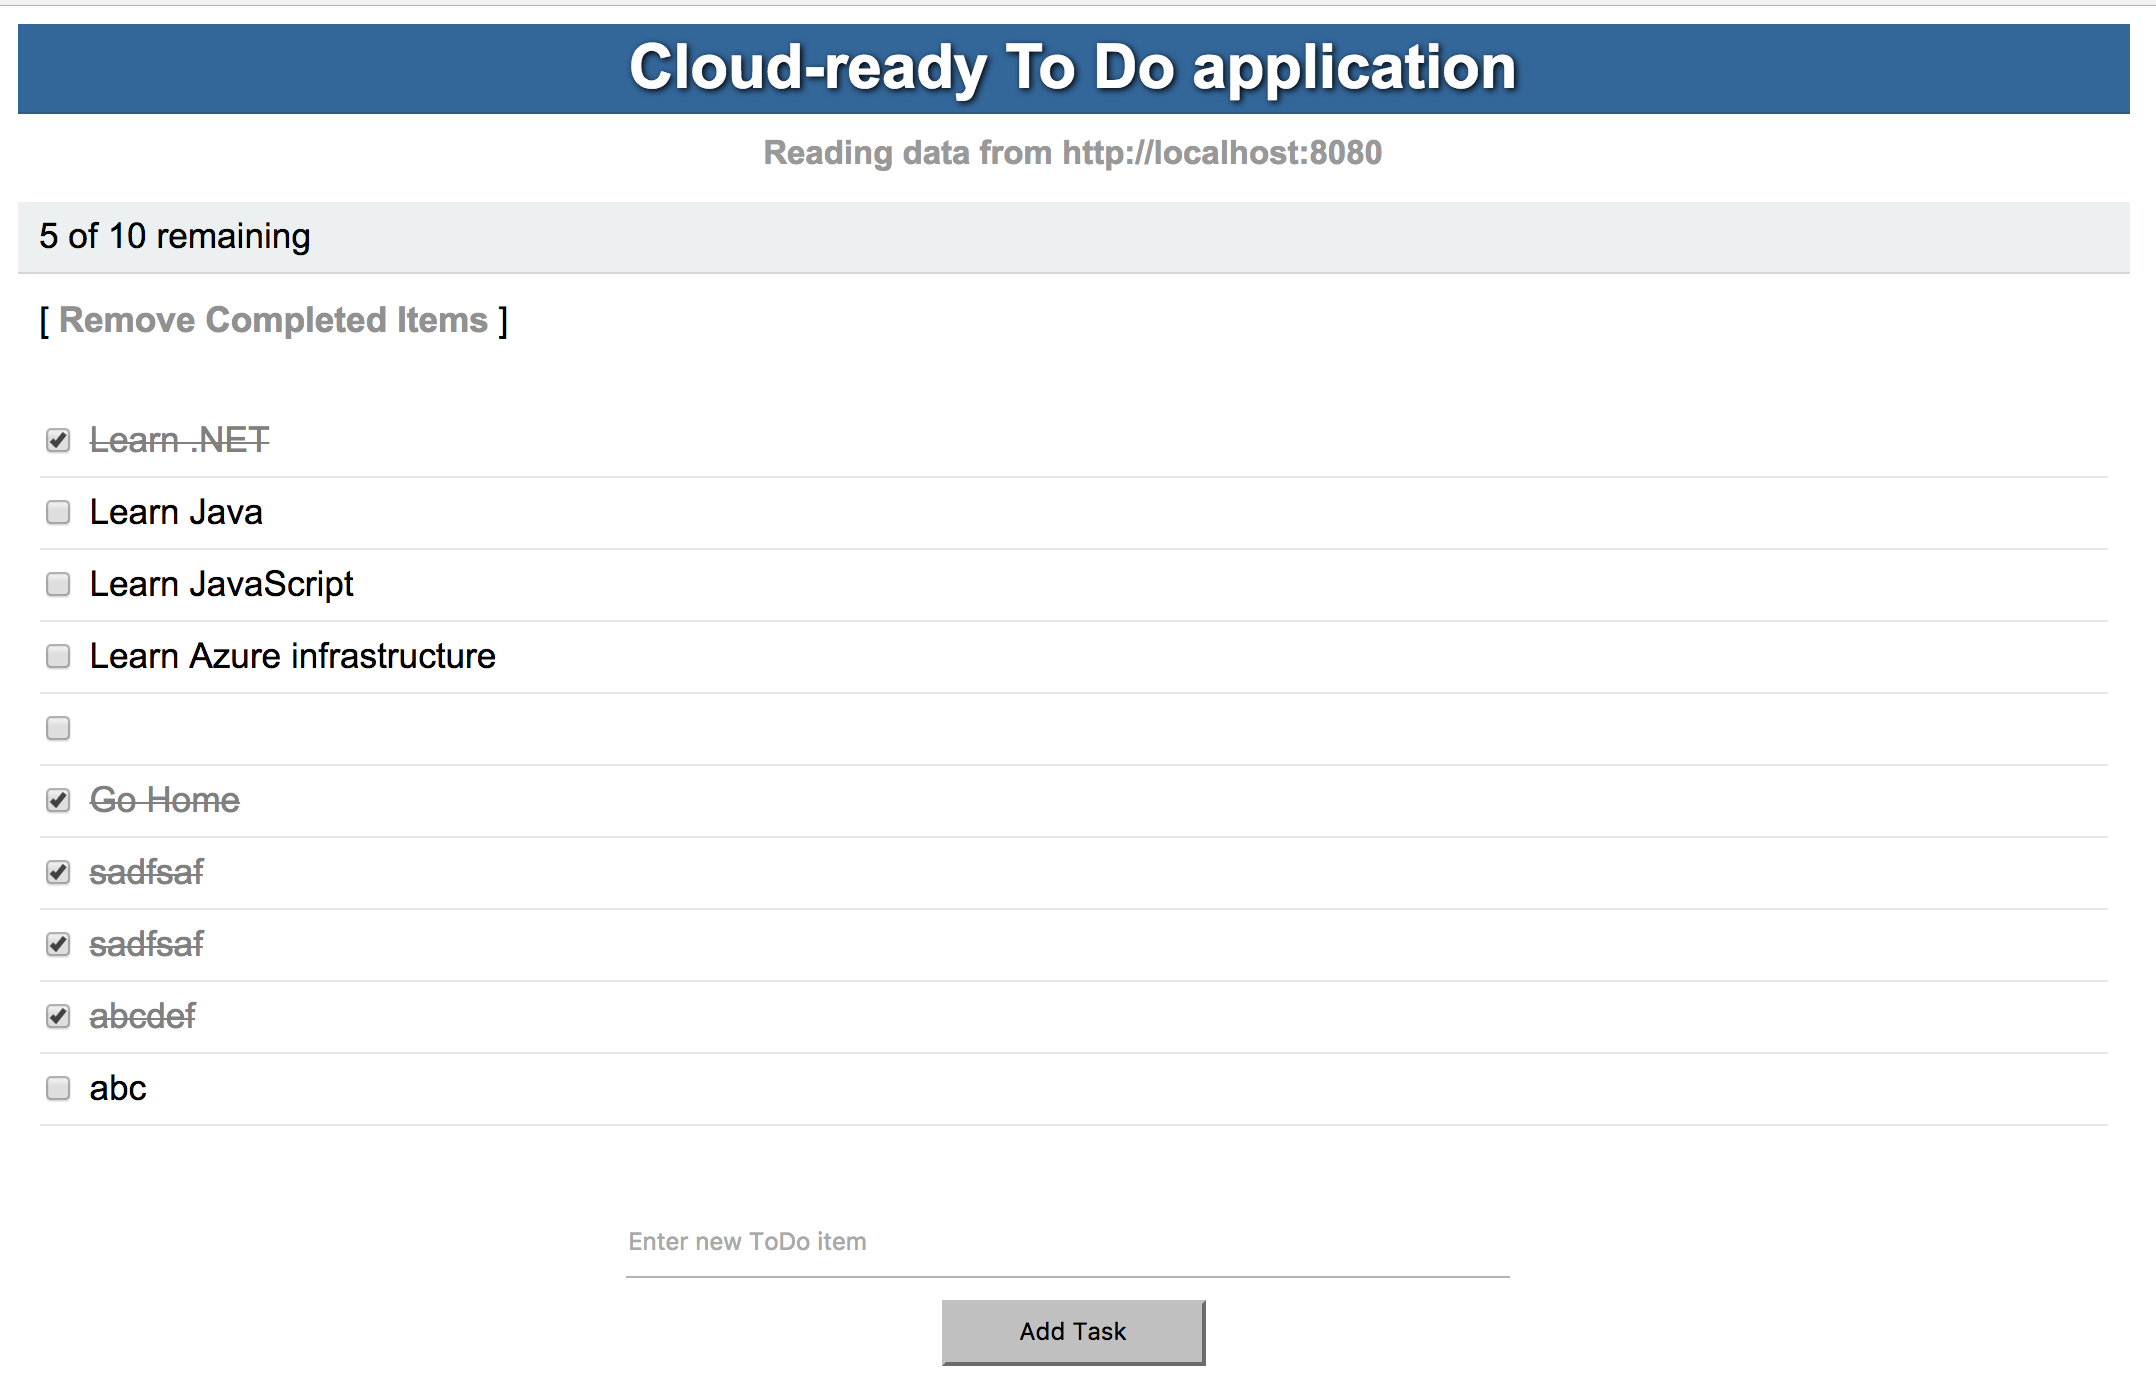 Cloud-ready To Do application
Reading data from http://localhost:8080
5 of 10 remaining
[ Remove Completed Items ]
Learn .NET
Learn Java
Learn JavaScript
Learn Azure infrastructure
Go Home
sadfsaf
sadfsaf
abcdef
abc
Enter new ToDo item
Add Task